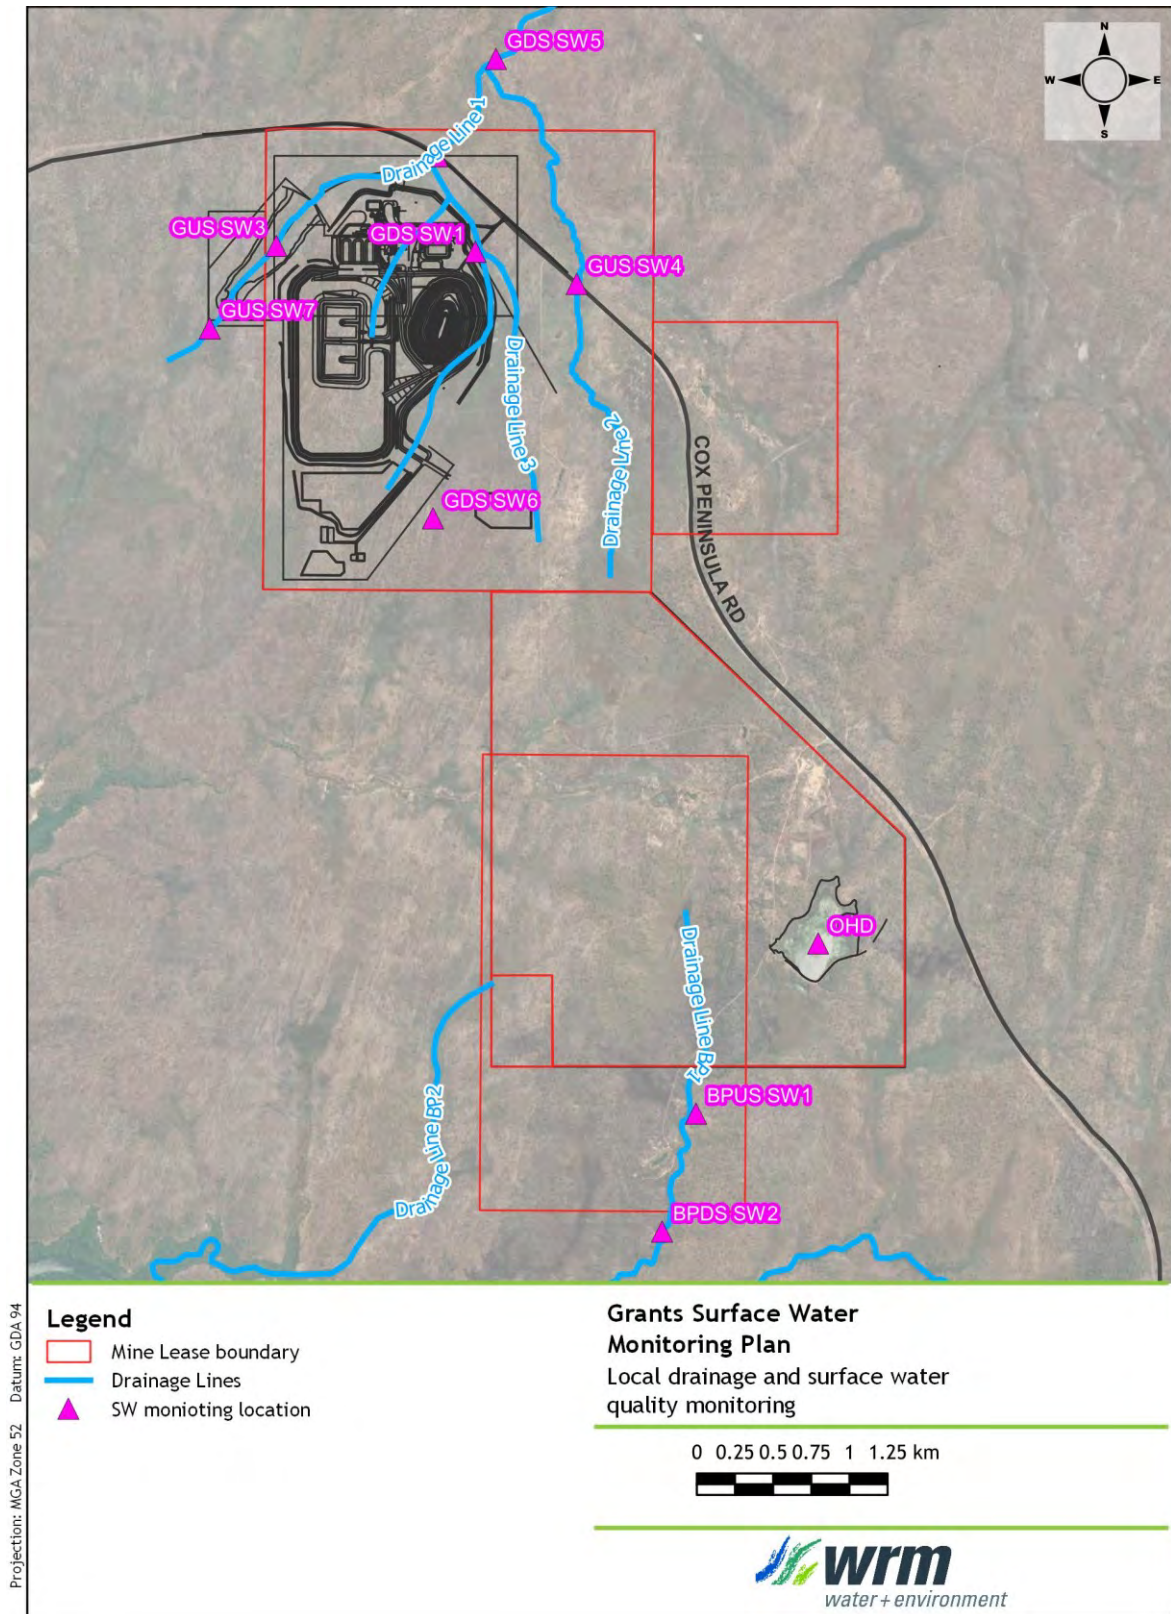 N
W
E
S
GDS SW5
Drainage Line 1
GUS SW3
GDS SW1
GUS SW4
GUS SW7
Drainage Line 3
Drainage Line 2
COX PENINSULA RD
GDS SW6
OHD
Drainage Line BP1
BPUS SW1
Drainage Line BP2
BPDS SW2
Legend
Mine Lease boundary
Drainage Lines
SW monioting location
Grants Surface Water
Monitoring Plan
Local drainage and surface water
quality monitoring
0 0.25 0.5 0.75 1 1.25 km
wrm
water + environment
Projection: MGA Zone 52 Datum: GDA 94